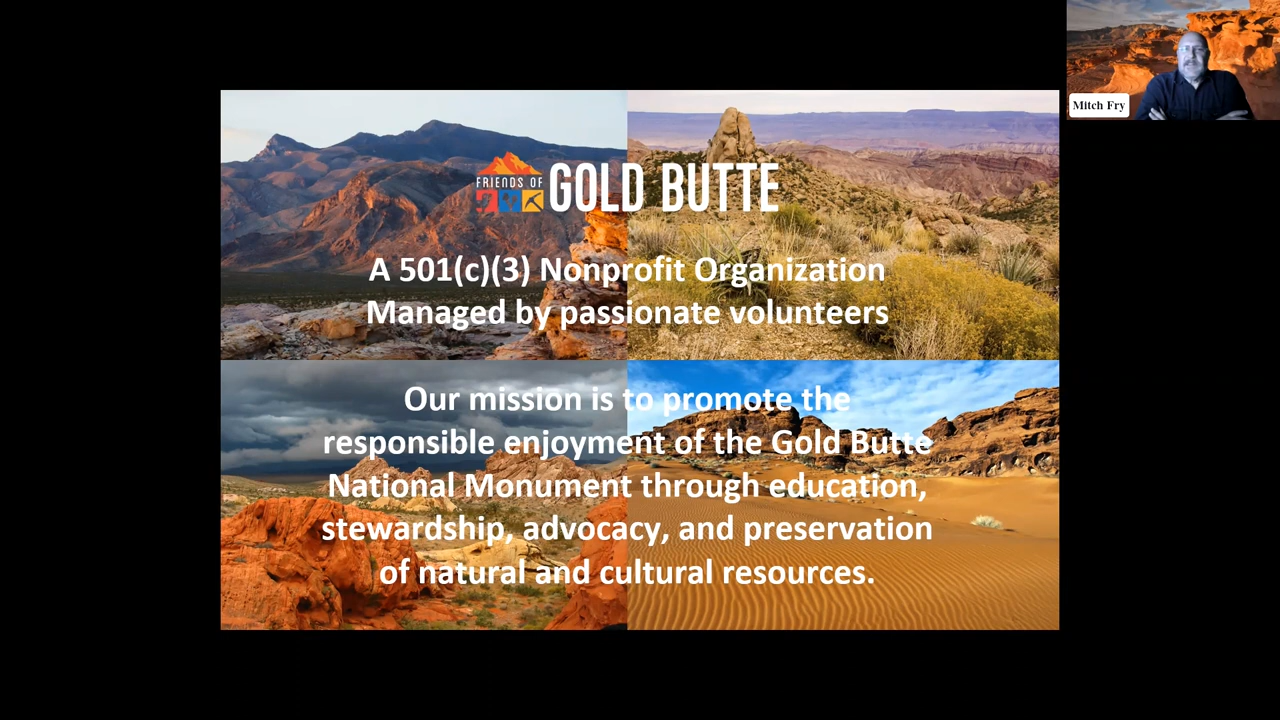 Mitch Fry
FRIENDS OF
GOLD BUTTE
A 501(c)(3) Nonprofit Organization
Managed by passionate volunteers
Our mission is to promote the
responsible enjoyment of the Gold Butte
National Monument through education,
stewardship, advocacy, and preservation
of natural and cultural resources.